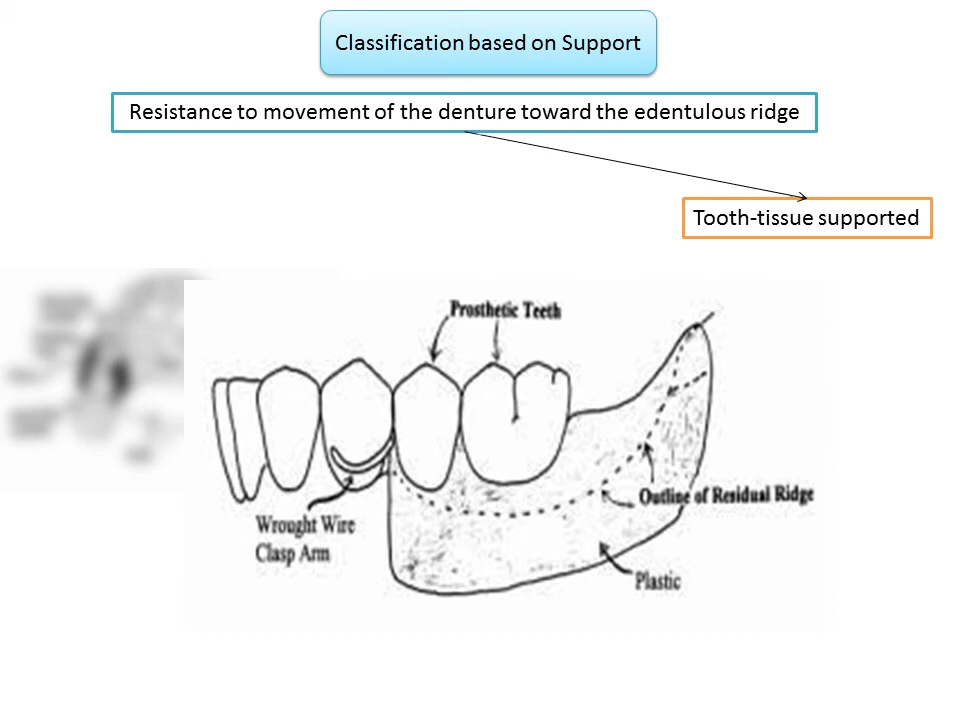 Classification based on Support
Resistance to movement of the denture toward the edentulous ridge
Tooth-tissue supported
Prosthetic Teeth
Outline of Residual Ridge
Wrought Wire
Clasp Arm
Plastic